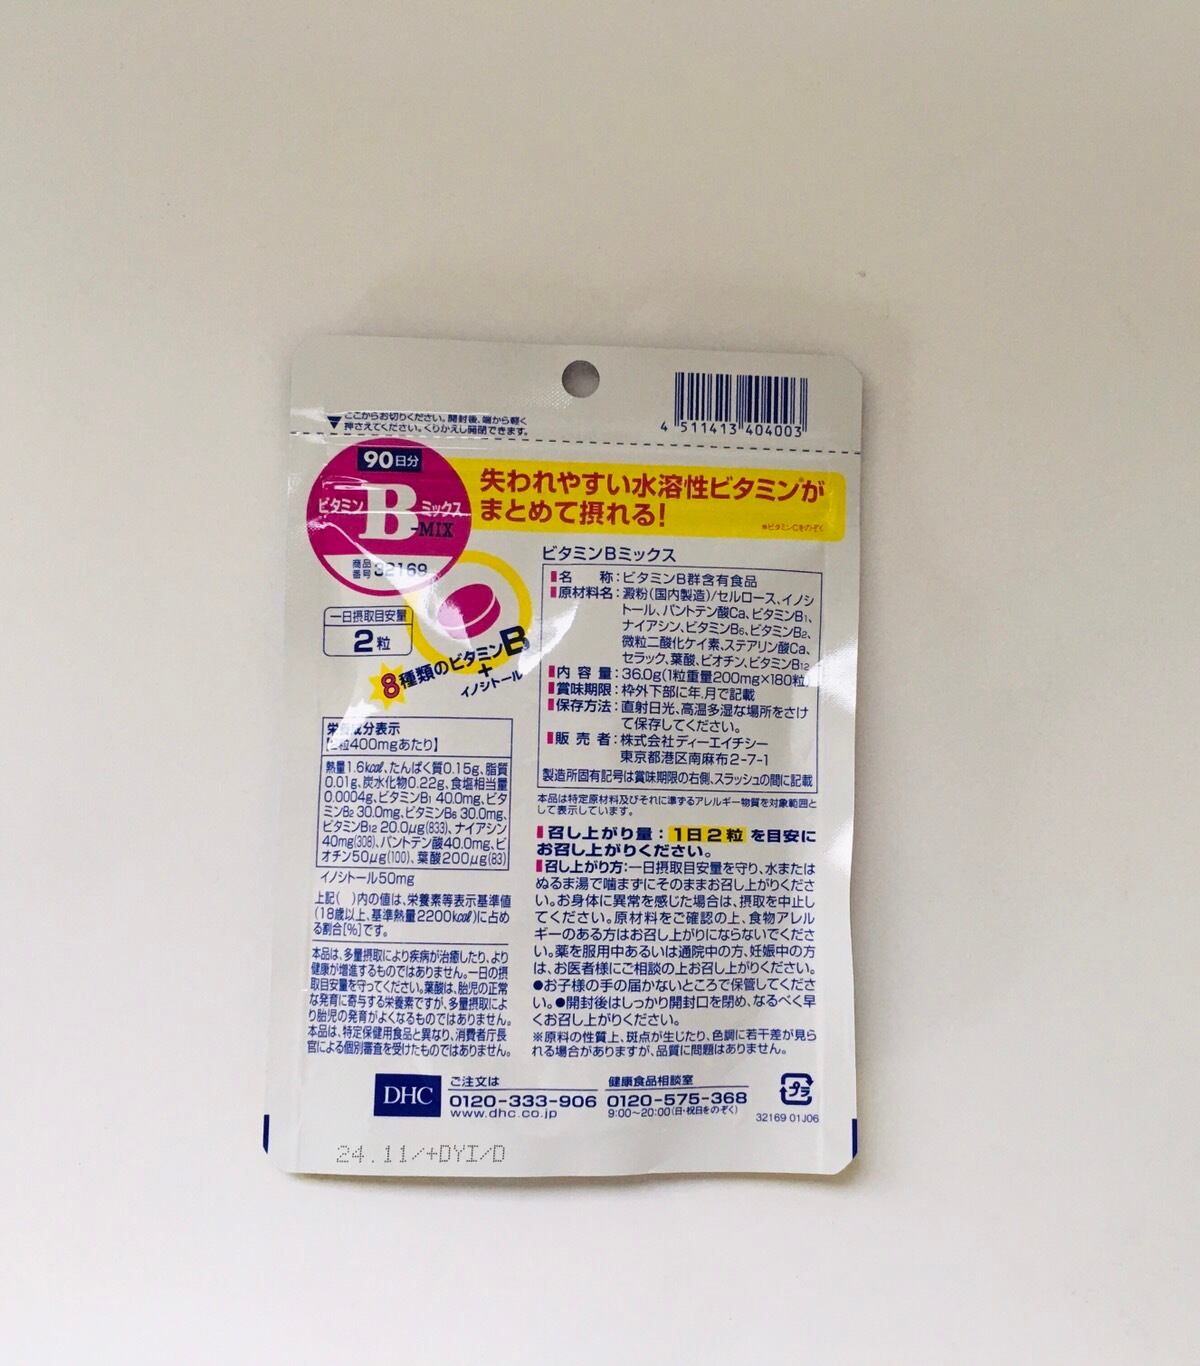 ここからお切りください。開封後、端から軽く
押さえてください。くりかえし開閉できます。
4 511413 404003
90日分
ビタミン B ミックス
-MIX
商品番号 32169
失われやすい水溶性ビタミン※が
まとめて摂れる!
※ビタミンCをのぞく
一日摂取目安量
2粒
8種類のビタミンB
+
イノシトール
ビタミンBミックス
名 称:ビタミンB群含有食品
原材料名:澱粉(国内製造)/セルロース、イノシ
トール、パントテン酸Ca、ビタミンB1、
ナイアシン、ビタミンB6、ビタミンB2、
微粒二酸化ケイ素、ステアリン酸Ca、
セラック、葉酸、ビオチン、ビタミンB12
内 容 量:36.0g(1粒重量200mg×180粒)
賞味期限:枠外下部に年.月で記載
保存方法:直射日光、高温多湿な場所をさけ
て保存してください。
販 売 者:株式会社ディーエイチシー
東京都港区南麻布2-7-1
製造所固有記号は賞味期限の右側、スラッシュの間に記載
本品は特定原材料及びそれに準ずるアレルギー物質を対象範囲と
して表示しています。
召し上がり量:1日2粒を目安に
お召し上がりください。
召し上がり方:一日摂取目安量を守り、水または
ぬるま湯で噛まずにそのままお召し上がりくださ
い。お身体に異常を感じた場合は、摂取を中止し
てください。原材料をご確認の上、食物アレル
ギーのある方はお召し上がりにならないでくださ
い。薬を服用中あるいは通院中の方、妊娠中の方
は、お医者様にご相談の上お召し上がりください。
●お子様の手の届かないところで保管してくださ
い。●開封後はしっかり開封口を閉め、なるべく早
くお召し上がりください。
※原料の性質上、斑点が生じたり、色調に若干差が見ら
れる場合がありますが、品質に問題はありません。
栄養成分表示
[2粒400mgあたり]
熱量1.6kcal、たんぱく質0.15g、脂質
0.01g、炭水化物0.22g、食塩相当量
0.0004g、ビタミンB1 40.0mg、ビタ
ミンB2 30.0mg、ビタミンB6 30.0mg、
ビタミンB12 20.0μg(833)、ナイアシン
40mg(308)、パントテン酸40.0mg、ビ
オチン50μg(100)、葉酸200μg(83)
イノシトール50mg
上記( )内の値は、栄養素等表示基準値
(18歳以上、基準熱量2200kcal)に占め
る割合[%]です。
本品は、多量摂取により疾病が治癒したり、より
健康が増進するものではありません。一日の摂
取目安量を守ってください。葉酸は、胎児の正常
な発育に寄与する栄養素ですが、多量摂取によ
り胎児の発育がよくなるものではありません。
本品は、特定保健用食品と異なり、消費者庁長
官による個別審査を受けたものではありません。
DHC
ご注文は
0120-333-906
www.dhc.co.jp
健康食品相談室
0120-575-368
9:00~20:00(日・祝日をのぞく)
プラ
32169 01J06
24.11/+DYI/D